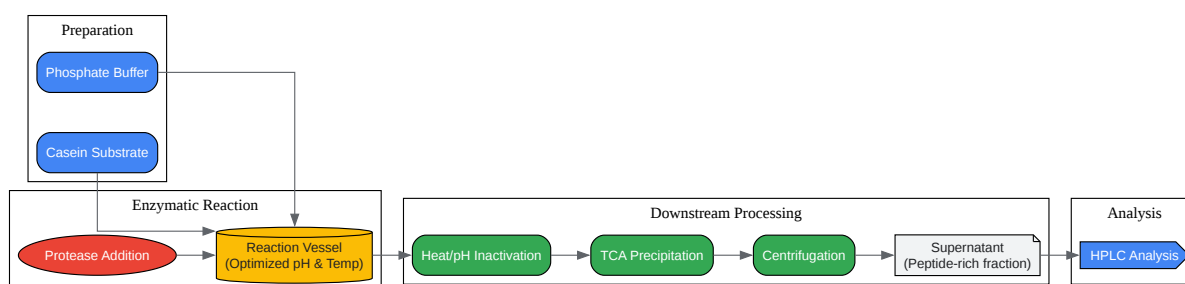 Preparation
Phosphate Buffer
Casein Substrate
Enzymatic Reaction
Protease Addition
Reaction Vessel
(Optimized pH & Temp)
Downstream Processing
Heat/pH Inactivation
TCA Precipitation
Centrifugation
Supernatant
(Peptide-rich fraction)
Analysis
HPLC Analysis